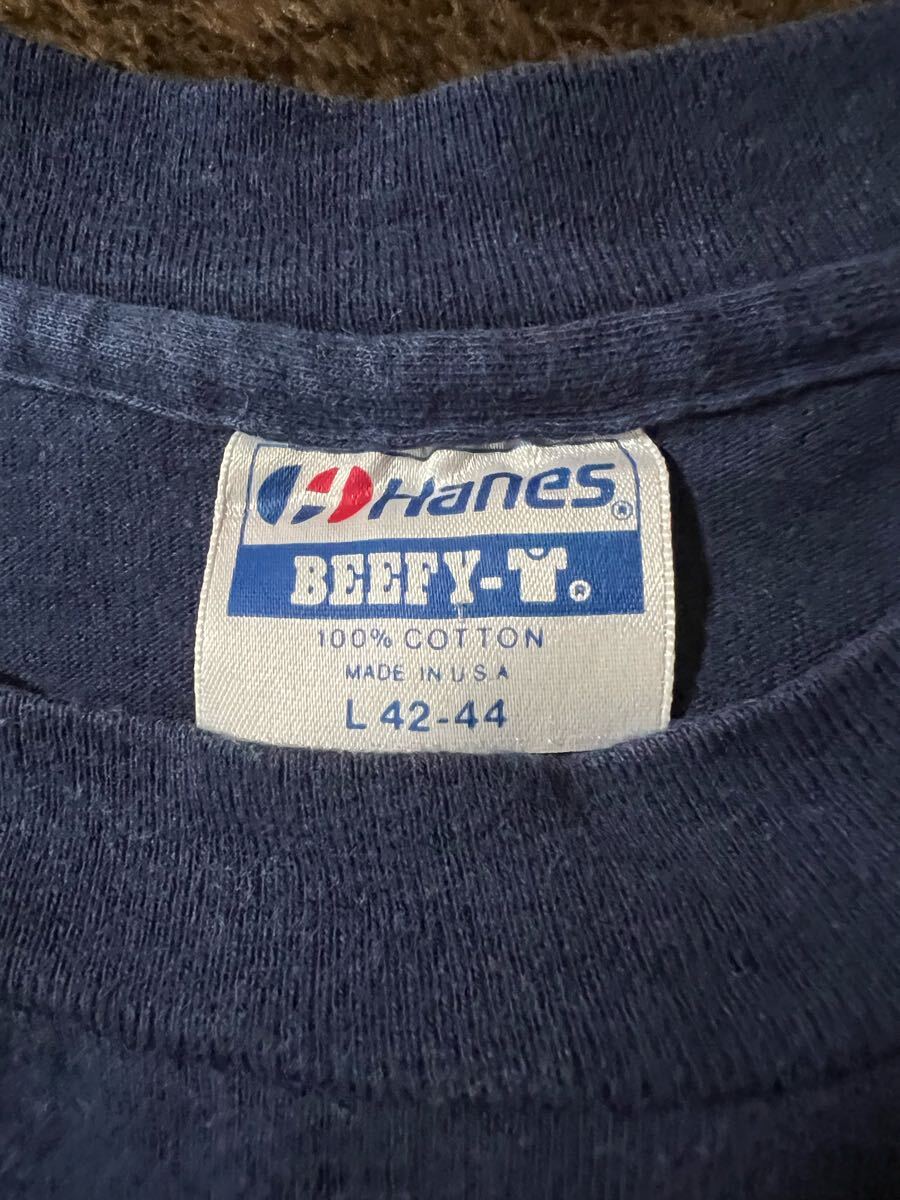 Hanes®
BEEFY-T®
100% COTTON
MADE IN U S A
L 42-44